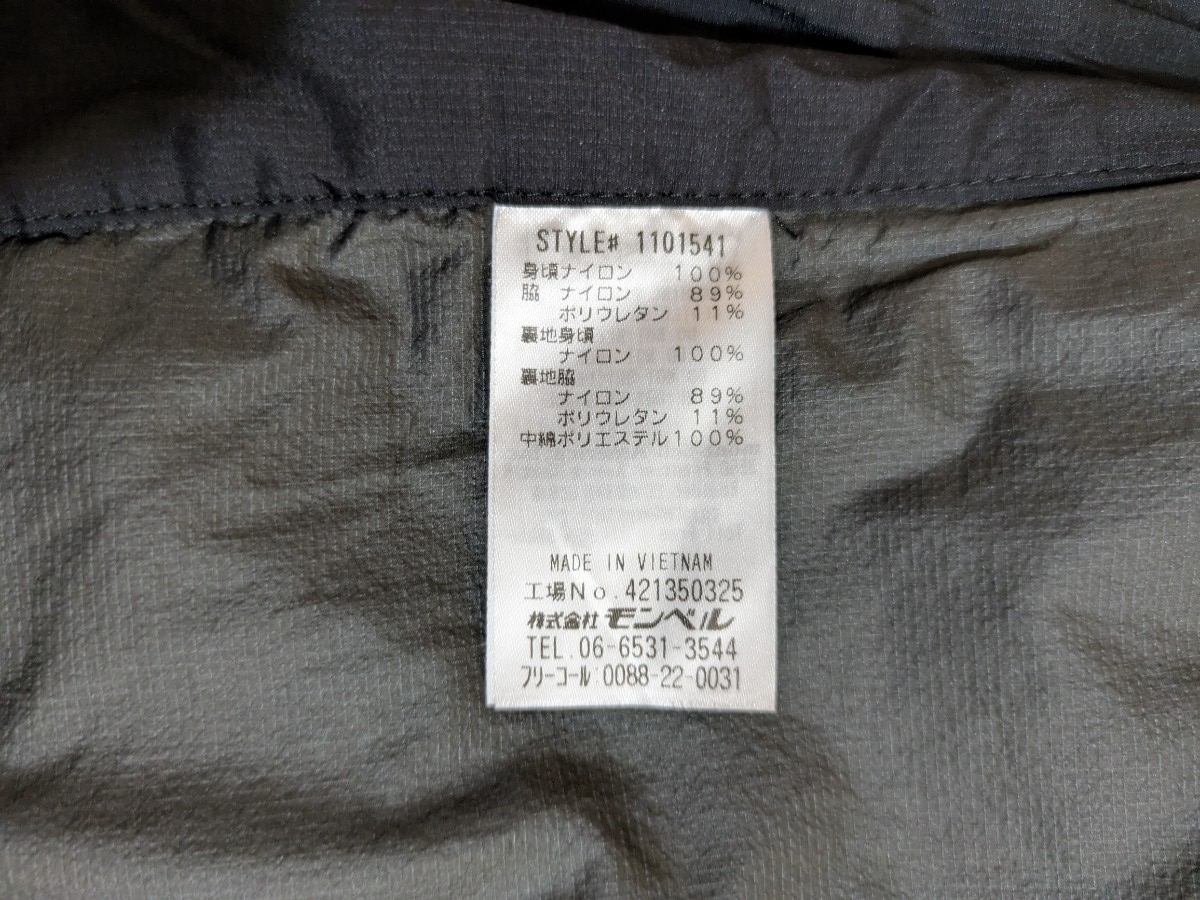 STYLE# 1101541
身頃ナイロン 100%
脇 ナイロン 89%
ポリウレタン 11%
裏地身頃
ナイロン 100%
裏地脇
ナイロン 89%
ポリウレタン 11%
中綿ポリエステル100%
MADE IN VIETNAM
工場No.421350325
株式会社モンベル
TEL.06-6531-3544
フリーコール:0088-22-0031